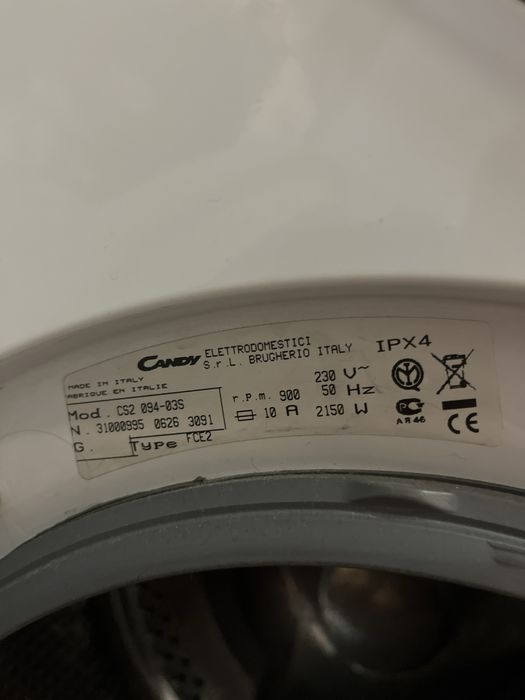 CANDY ELETTRODOMESTICI
S.r.L. BRUGHERIO ITALY
IPX4
MADE IN ITALY
FABRIQUE EN ITALIE
Mod. CS2 094-03S
N. 31000995 0626 3091
G. Type FCE2
r.p.m. 900
230 V~
50 Hz
10 A 2150 W
АЯ46
CE